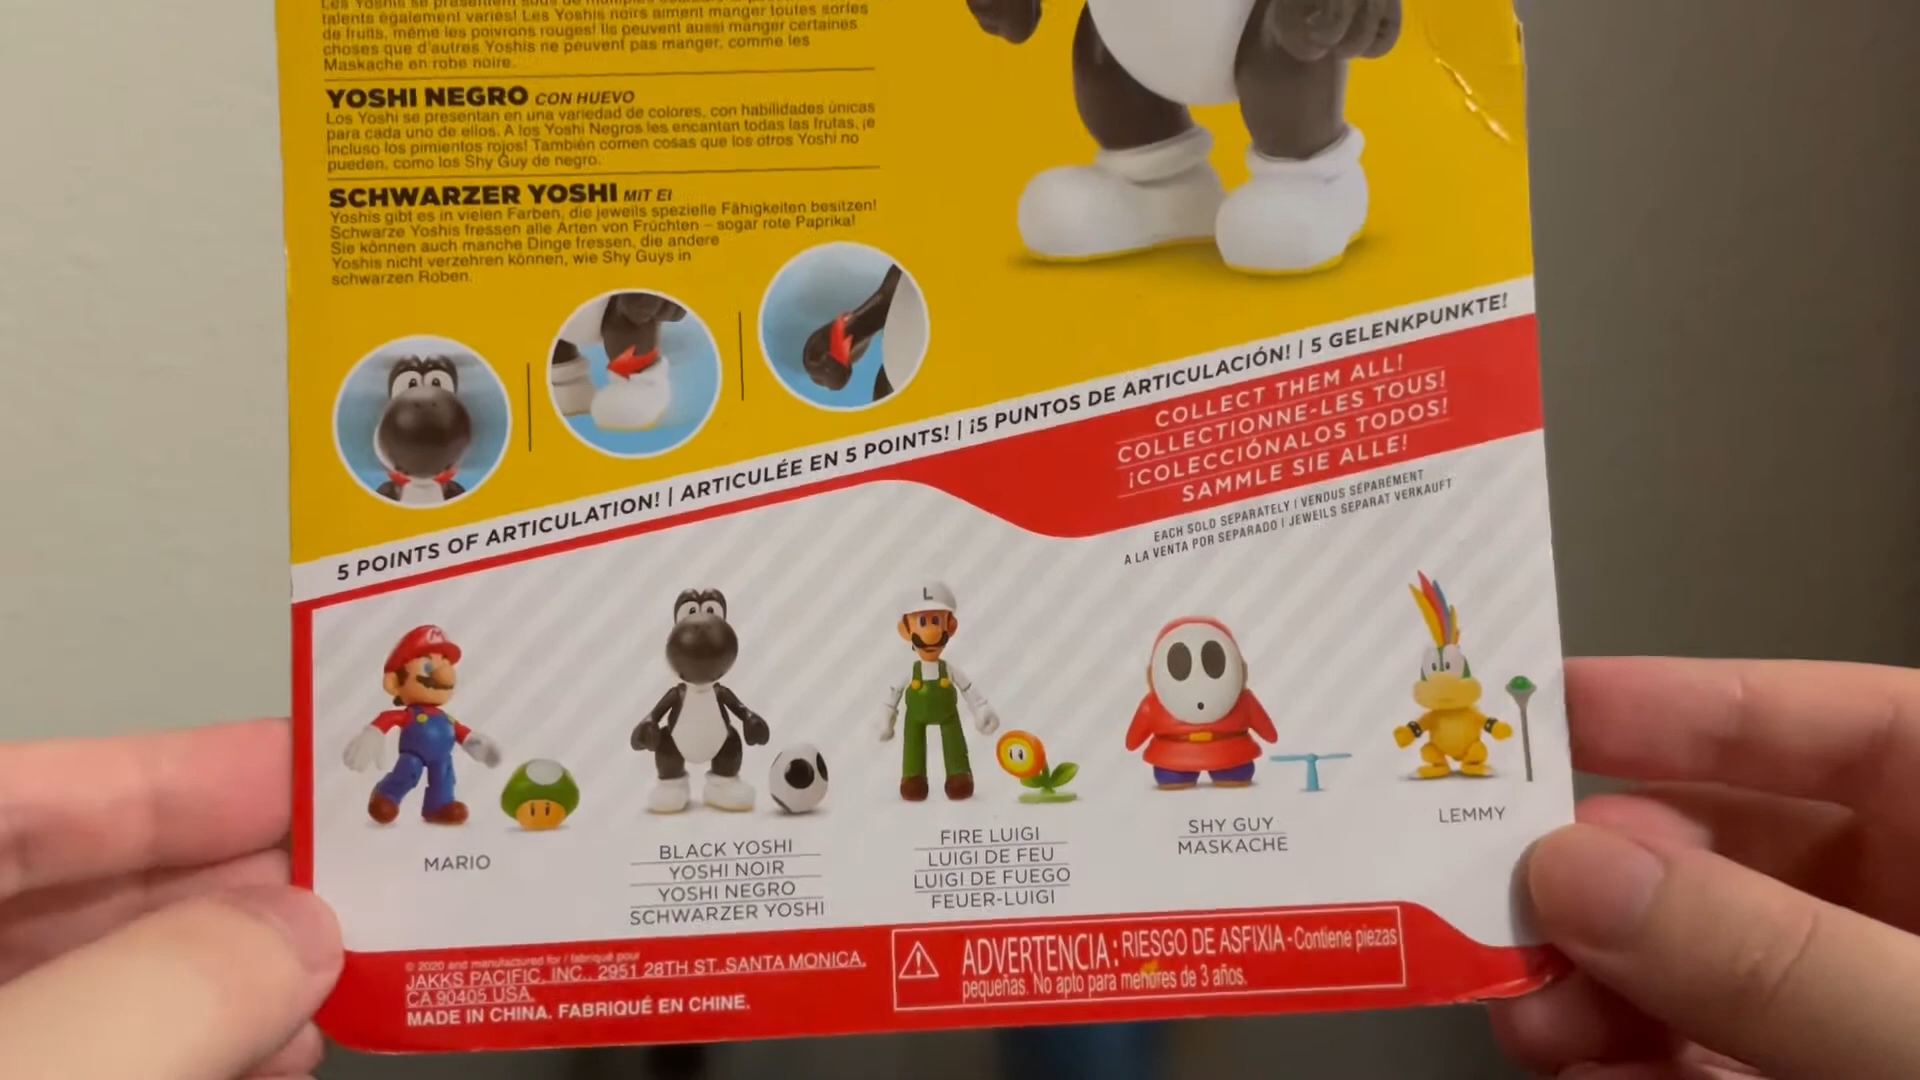 Les Yoshis se présentent sous de multiples
talents également variés! Les Yoshis noirs aiment manger toutes sortes
de fruits, même les poivrons rouges! Ils peuvent aussi manger certaines
choses que d'autres Yoshis ne peuvent pas manger, comme les
Maskache en robe noire.
YOSHI NEGRO CON HUEVO
Los Yoshi se presentan en una variedad de colores, con habilidades únicas
para cada uno de ellos. A los Yoshi Negros les encantan todas las frutas, ¡e
incluso los pimientos rojos! También comen cosas que los otros Yoshi no
pueden, como los Shy Guy de negro.
SCHWARZER YOSHI MIT EI
Yoshis gibt es in vielen Farben, die jeweils spezielle Fähigkeiten besitzen!
Schwarze Yoshis fressen alle Arten von Früchten – sogar rote Paprika!
Sie können auch manche Dinge fressen, die andere
Yoshis nicht verzehren können, wie Shy Guys in
schwarzen Roben.
5 POINTS OF ARTICULATION! | ARTICULÉE EN 5 POINTS! | ¡5 PUNTOS DE ARTICULACIÓN! | 5 GELENKPUNKTE!
COLLECT THEM ALL!
COLLECTIONNE-LES TOUS!
¡COLECCIÓNALOS TODOS!
SAMMLE SIE ALLE!
EACH SOLD SEPARATELY | VENDUS SÉPARÉMENT
A LA VENTA POR SEPARADO | JEWEILS SEPARAT VERKAUFT
M
L
MARIO
BLACK YOSHI
YOSHI NOIR
YOSHI NEGRO
SCHWARZER YOSHI
FIRE LUIGI
LUIGI DE FEU
LUIGI DE FUEGO
FEUER-LUIGI
SHY GUY
MASKACHE
LEMMY
© 2020 and manufactured for / fabriqué pour
JAKKS PACIFIC, INC., 2951 28TH ST., SANTA MONICA,
CA 90405 USA.
MADE IN CHINA. FABRIQUÉ EN CHINE.
ADVERTENCIA: RIESGO DE ASFIXIA - Contiene piezas
pequeñas. No apto para menores de 3 años.